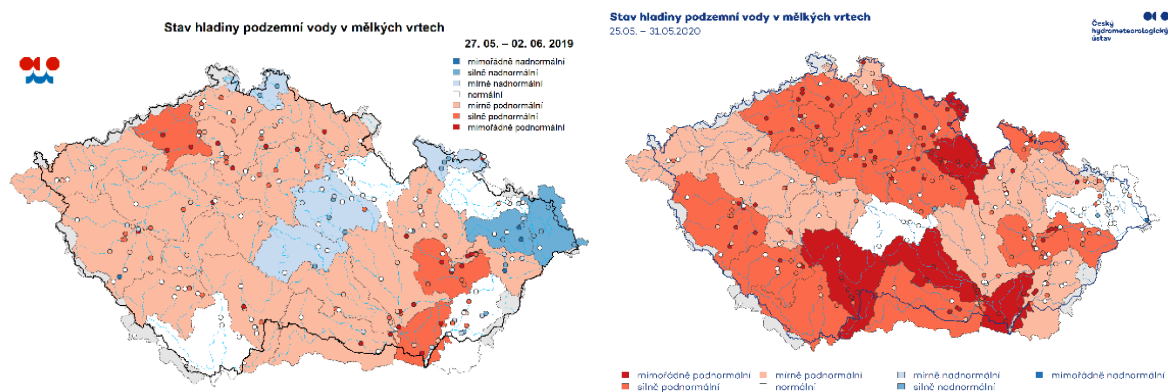 Stav hladiny podzemní vody v mělkých vrtech
27. 05. – 02. 06. 2019
mimořádně nadnormální
silně nadnormální
mírně nadnormální
normální
mírně podnormální
silně podnormální
mimořádně podnormální
Stav hladiny podzemní vody v mělkých vrtech
25.05. – 31.05.2020
Český
hydrometeorologický
ústav
mimořádně podnormální
silně podnormální
mírně podnormální
normální
mírně nadnormální
silně nadnormální
mimořádně nadnormální